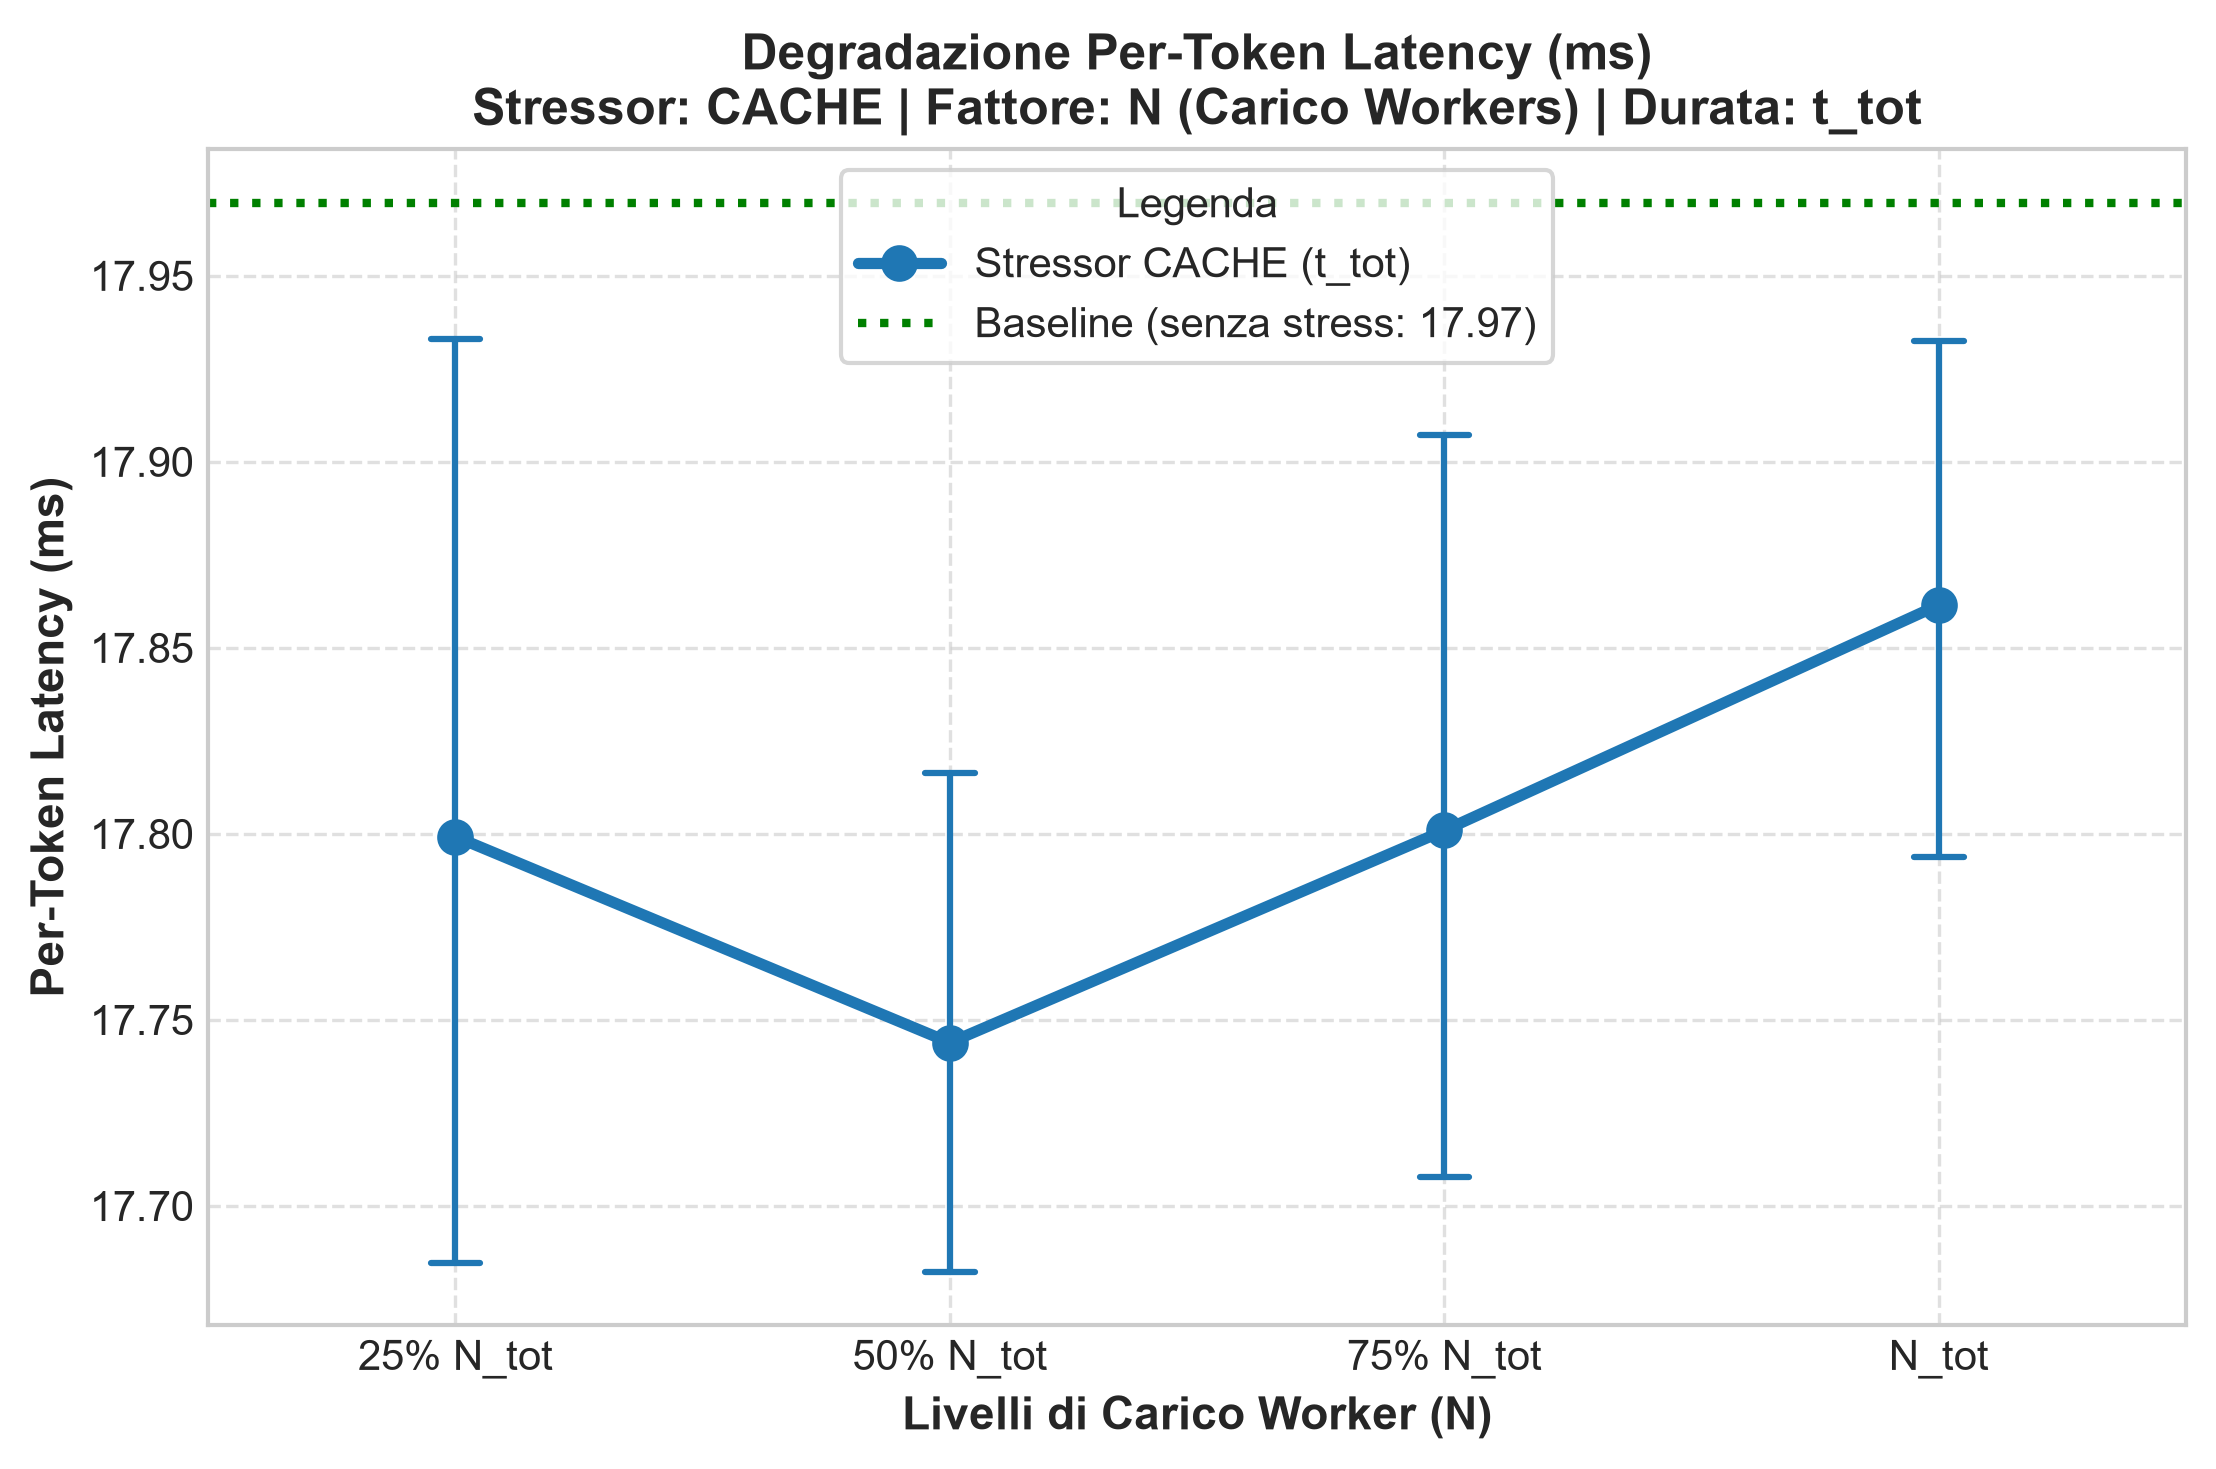 Degradazione Per-Token Latency (ms)
Stressor: CACHE | Fattore: N (Carico Workers) | Durata: t_tot
Legenda
Stressor CACHE (t_tot)
Baseline (senza stress: 17.97)
Per-Token Latency (ms)
17.95
17.90
17.85
17.80
17.75
17.70
25% N_tot
50% N_tot
75% N_tot
N_tot
Livelli di Carico Worker (N)